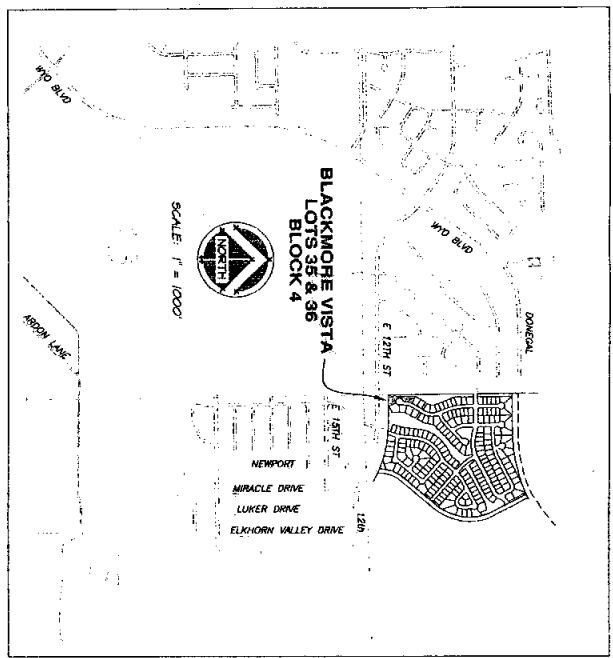 WYO BLVD
BLACKMORE VISTA
LOTS 35 & 36
BLOCK 4
NORTH
SCALE: 1" = 1000'
WYO BLVD
DONEGAL
E 12TH ST
ARDON LANE
E 15TH ST
NEWPORT
MIRACLE DRIVE
LUKER DRIVE
ELKHORN VALLEY DRIVE
12th